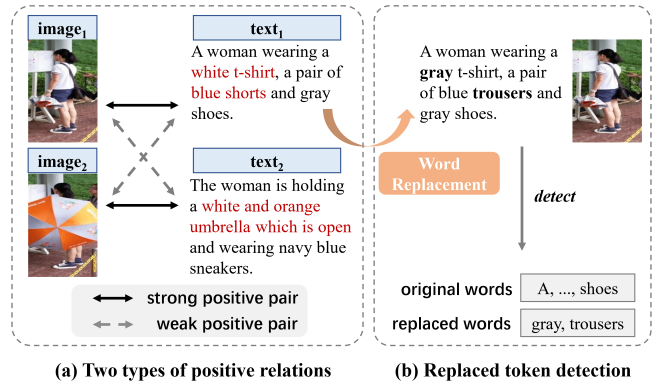 image1
text1
A woman wearing a
white t-shirt, a pair of
blue shorts and gray
shoes.
image2
text2
The woman is holding
a white and orange
umbrella which is open
and wearing navy blue
sneakers.
strong positive pair
weak positive pair
(a) Two types of positive relations
A woman wearing a
gray t-shirt, a pair
of blue trousers and
gray shoes.
Word
Replacement
detect
original words
A, ..., shoes
replaced words
gray, trousers
(b) Replaced token detection